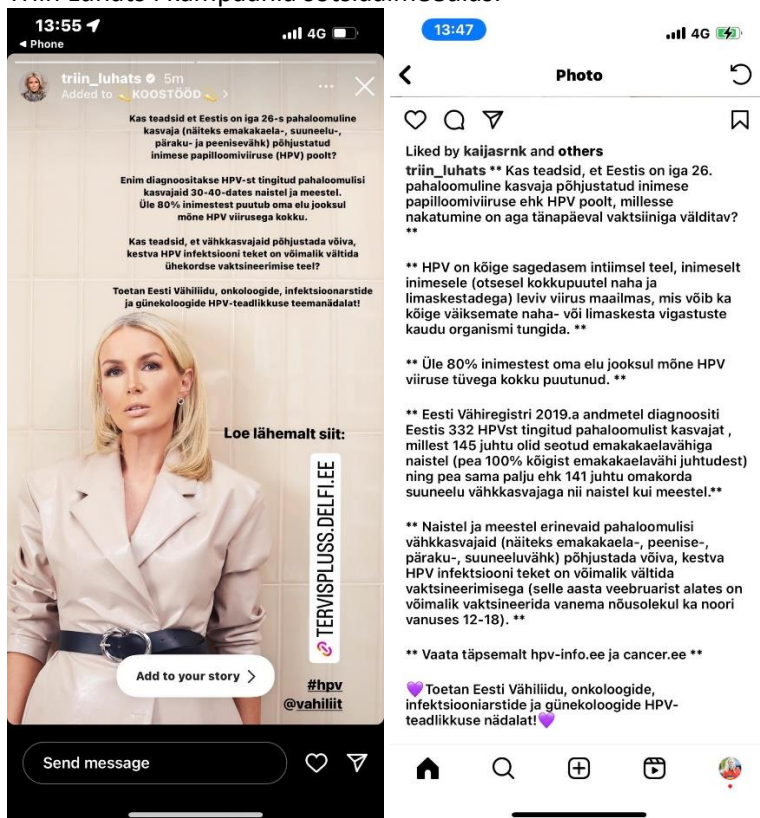 13:55
4G
Phone
triin_luhats 5m
Added to KOOSTÖÖD >
Kas teadsid et Eestis on iga 26-s pahaloomuline
kasvaja (näiteks emakakaela-, suuneelu-,
päraku- ja peenisevähk) põhjustatud
inimese papilloomiviiruse (HPV) poolt?
Enim diagnoositakse HPV-st tingitud pahaloomulisi
kasvajaid 30-40-dates naistel ja meestel.
Üle 80% inimestest puutub oma elu jooksul
mõne HPV viirusega kokku.
Kas teadsid, et vähkkasvajaid põhjustada võiva,
kestva HPV infektsiooni teket on võimalik vältida
ühekordse vaktsineerimise teel?
Toetan Eesti Vähiliidu, onkoloogide, infektsioonarstide
ja günekoloogide HPV-teadlikkuse teemanädalat!
Loe lähemalt siit:
TERVISPLUSS.DELFI.EE
Add to your story >
#hpv
@vahiliit
Send message
13:47
4G
Photo
Liked by kaijasrnk and others
triin_luhats ** Kas teadsid, et Eestis on iga 26.
pahaloomuline kasvaja põhjustatud inimese
papilloomiviiruse ehk HPV poolt, millesse
nakatumine on aga tänapäeval vaktsiiniga välditav?
**
** HPV on kõige sagedasem intiimsel teel, inimeselt
inimesele (otsesel kokkupuutel naha ja
limaskestadega) leviv viirus maailmas, mis võib ka
kõige väiksemate naha- või limaskesta vigastuste
kaudu organismi tungida. **
** Üle 80% inimestest oma elu jooksul mõne HPV
viiruse tüvega kokku puutunud. **
** Eesti Vähiregistri 2019.a andmetel diagnoositi
Eestis 332 HPVst tingitud pahaloomulist kasvajat ,
millest 145 juhtu olid seotud emakakaelavähiga
naistel (pea 100% kõigist emakakaelavähi juhtudest)
ning pea sama palju ehk 141 juhtu omakorda
suuneelu vähkkasvajaga nii naistel kui meestel.**
** Naistel ja meestel erinevaid pahaloomulisi
vähkkasvajaid (näiteks emakakaela-, peenise-,
päraku-, suuneeluvähk) põhjustada võiva, kestva
HPV infektsiooni teket on võimalik vältida
vaktsineerimisega (selle aasta veebruarist alates on
võimalik vaktsineerida vanema nõusolekul ka noori
vanuses 12-18). **
** Vaata täpsemalt hpv-info.ee ja cancer.ee **
💜Toetan Eesti Vähiliidu, onkoloogide,
infektsiooniarstide ja günekoloogide HPV-
teadlikkuse nädalat!💜